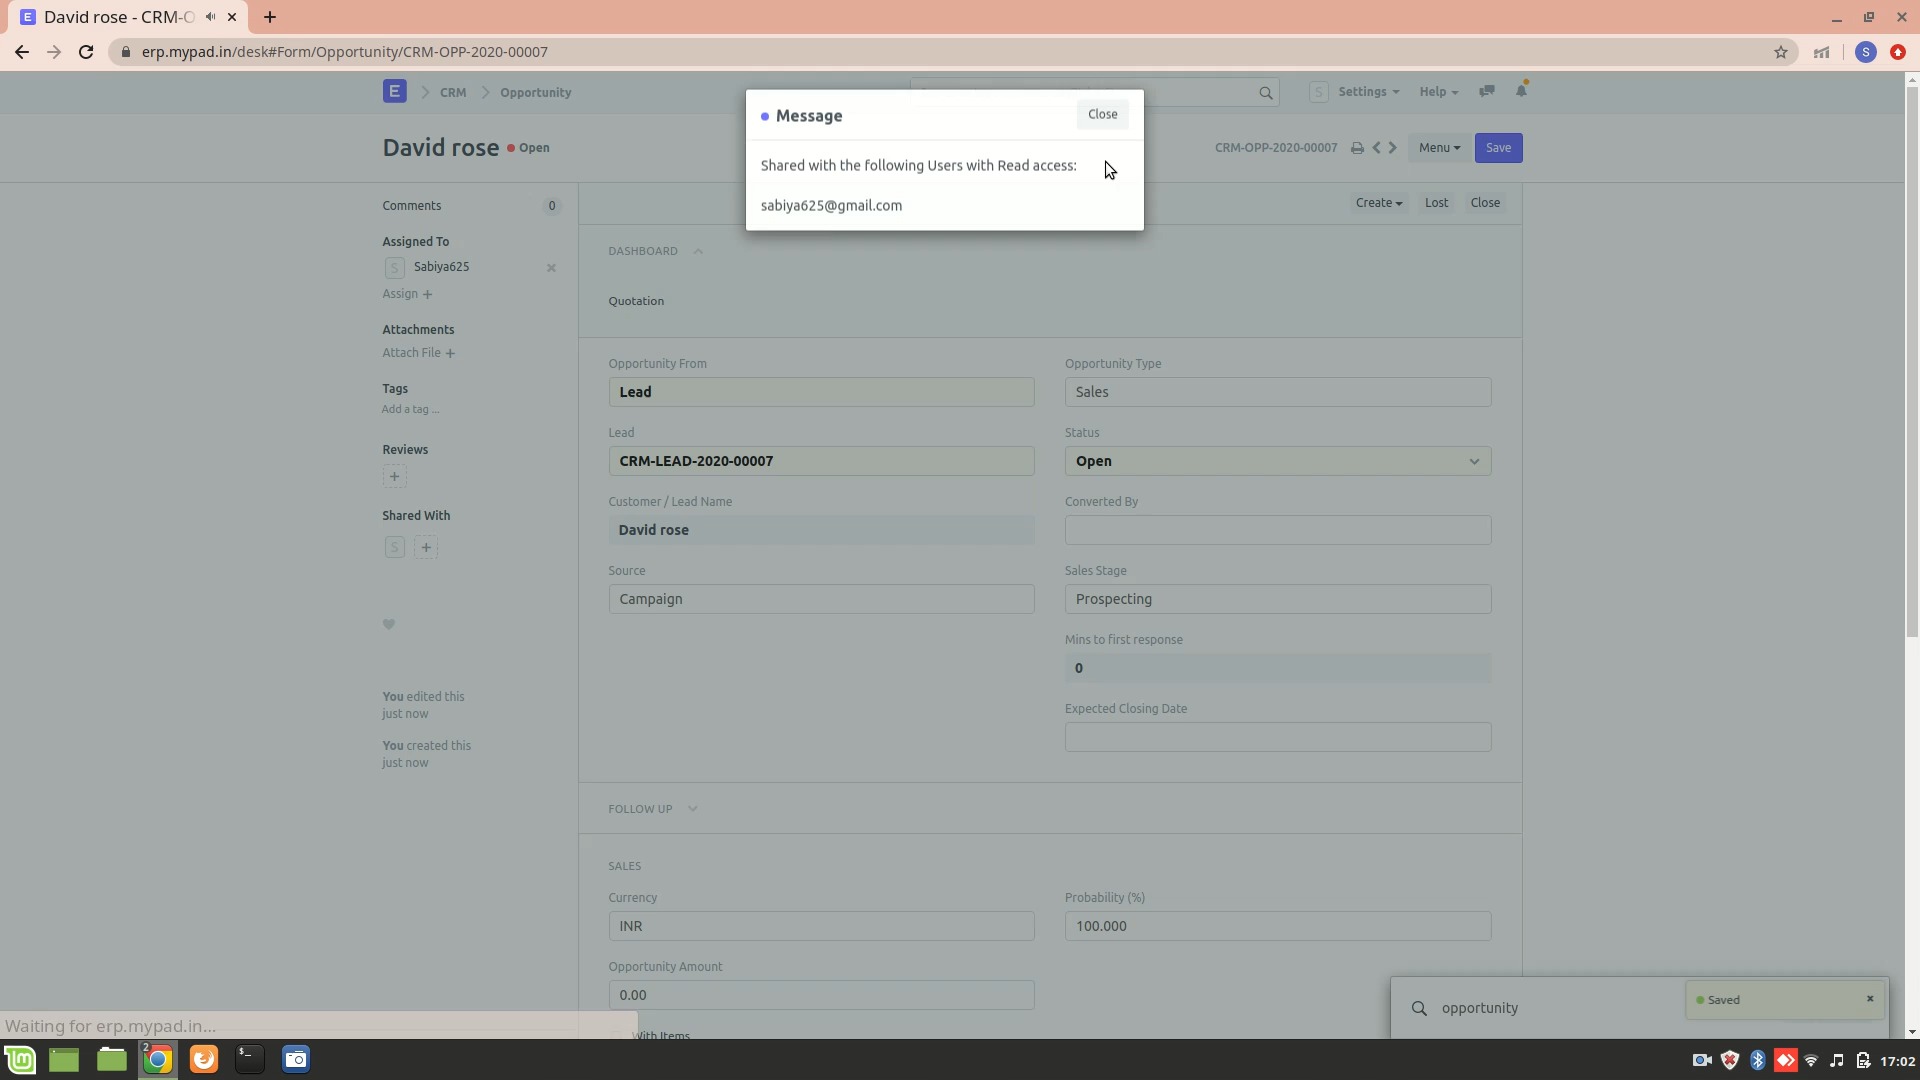 David rose - CRM-O
erp.mypad.in/desk#Form/Opportunity/CRM-OPP-2020-00007
S
E
CRM
Opportunity
S
Settings
Help
Message
Close
Shared with the following Users with Read access:
sabiya625@gmail.com
David rose
Open
CRM-OPP-2020-00007
Menu
Save
Comments
0
Create
Lost
Close
Assigned To
S
Sabiya625
Assign +
Attachments
Attach File +
Tags
Add a tag ...
Reviews
+
Shared With
S
+
You edited this
just now
You created this
just now
DASHBOARD
Quotation
Opportunity From
Lead
Opportunity Type
Sales
Lead
CRM-LEAD-2020-00007
Status
Open
Customer / Lead Name
David rose
Converted By
Source
Campaign
Sales Stage
Prospecting
Mins to first response
0
Expected Closing Date
FOLLOW UP
SALES
Currency
INR
Probability (%)
100.000
Opportunity Amount
0.00
With Items
opportunity
Saved
Waiting for erp.mypad.in...
2
17:02